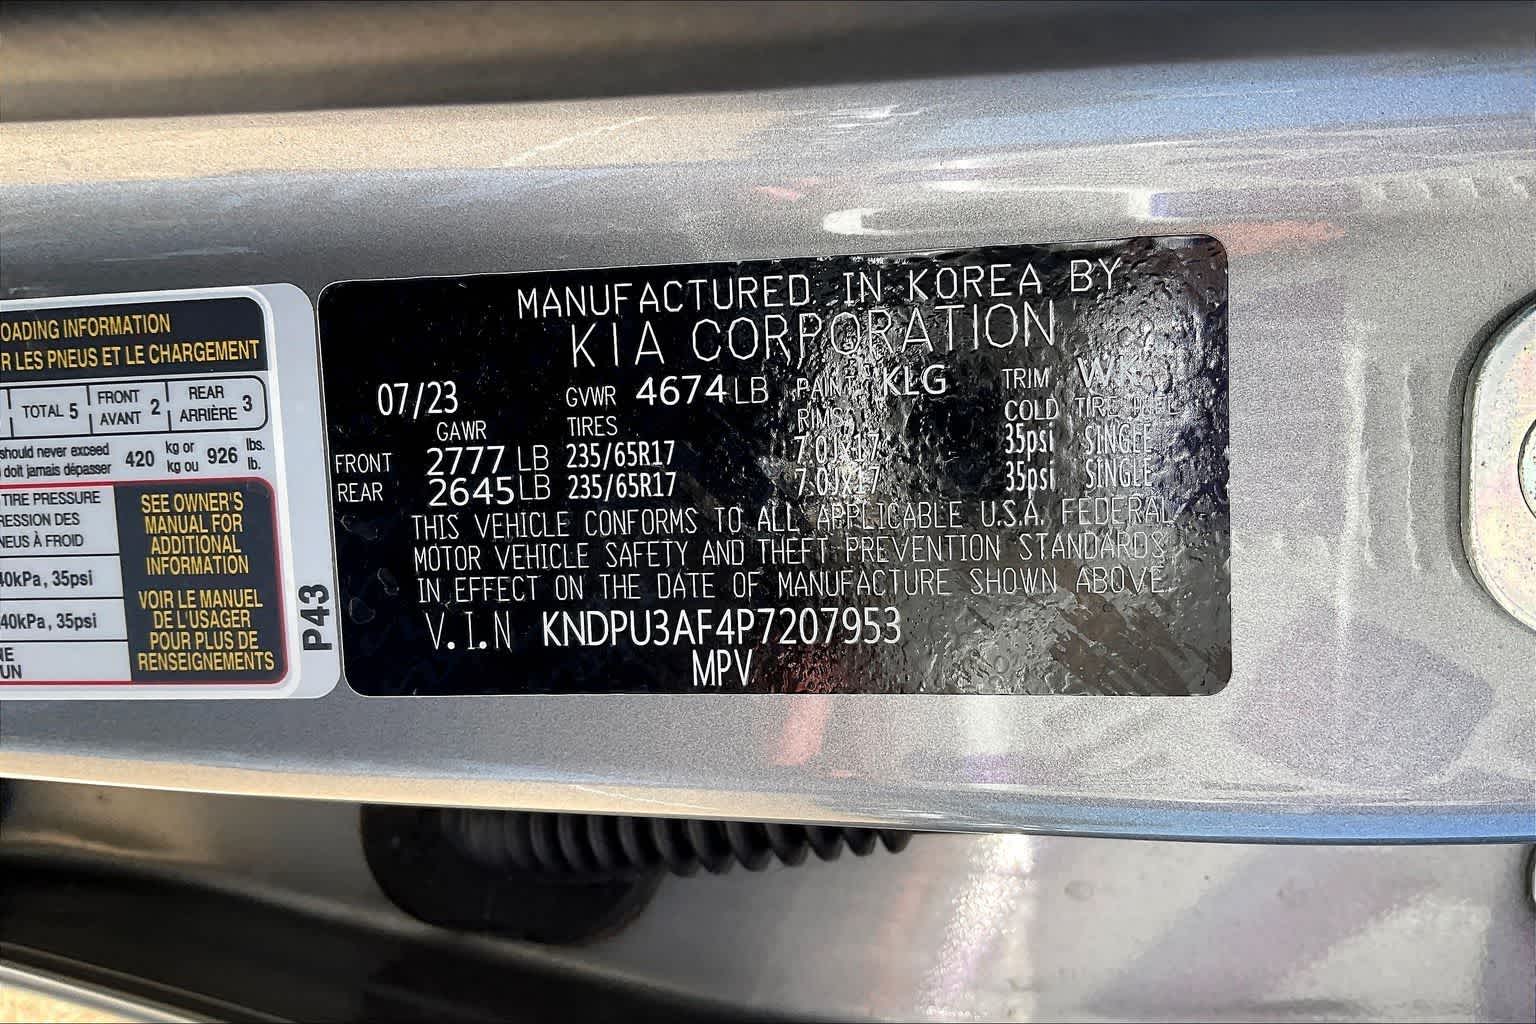 OADING INFORMATION
R LES PNEUS ET LE CHARGEMENT
TOTAL 5 FRONT AVANT 2 REAR ARRIÈRE 3
should never exceed 420 kg or 926 lbs.
doit jamais dépasser kg ou lb.
TIRE PRESSURE
RESSION DES
NEUS À FROID
40kPa, 35psi
40kPa, 35psi
NE
UN
SEE OWNER'S
MANUAL FOR
ADDITIONAL
INFORMATION
VOIR LE MANUEL
DE L'USAGER
POUR PLUS DE
RENSEIGNEMENTS
P43
MANUFACTURED IN KOREA BY
KIA CORPORATION
07/23 GVWR 4674 LB PAINT KLG TRIM
GAWR TIRES RIMS COLD TIRE
FRONT 2777 LB 235/65R17 7.0JX17 35psi SINGLE
REAR 2645 LB 235/65R17 7.0JX17 35psi SINGLE
THIS VEHICLE CONFORMS TO ALL APPLICABLE U.S.A. FEDERAL
MOTOR VEHICLE SAFETY AND THEFT PREVENTION STANDARDS
IN EFFECT ON THE DATE OF MANUFACTURE SHOWN ABOVE.
V.I.N KNDPU3AF4P7207953
MPV